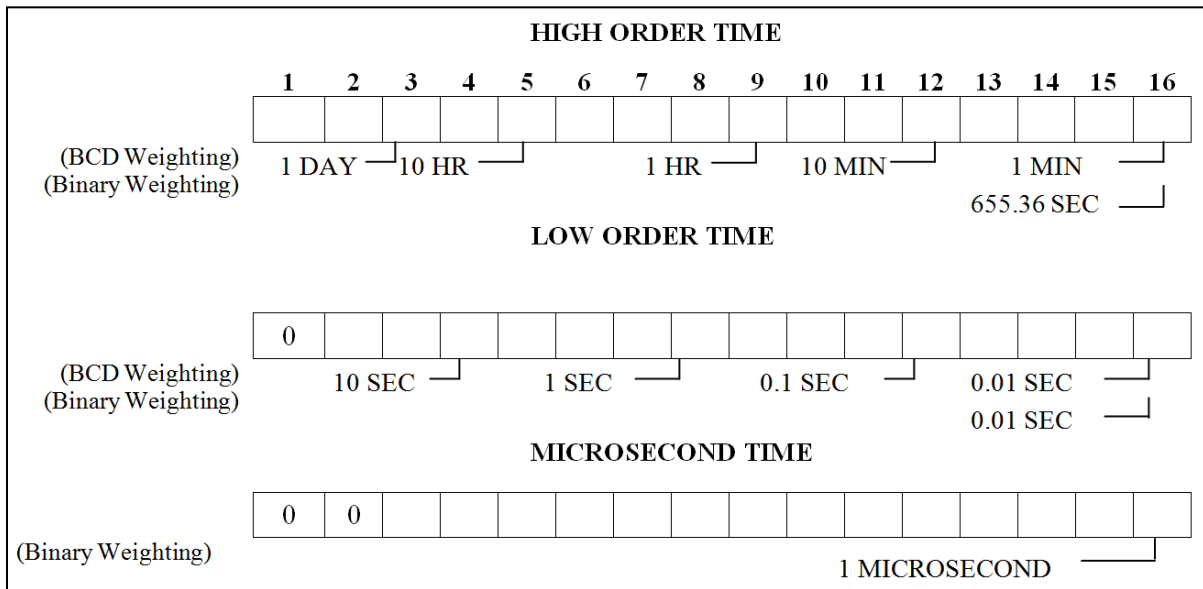 HIGH ORDER TIME
1 2 3 4 5 6 7 8 9 10 11 12 13 14 15 16
(BCD Weighting) 1 DAY 10 HR 1 HR 10 MIN 1 MIN
(Binary Weighting) 655.36 SEC
LOW ORDER TIME
0
(BCD Weighting) 10 SEC 1 SEC 0.1 SEC 0.01 SEC
(Binary Weighting) 0.01 SEC
MICROSECOND TIME
0 0
(Binary Weighting) 1 MICROSECOND